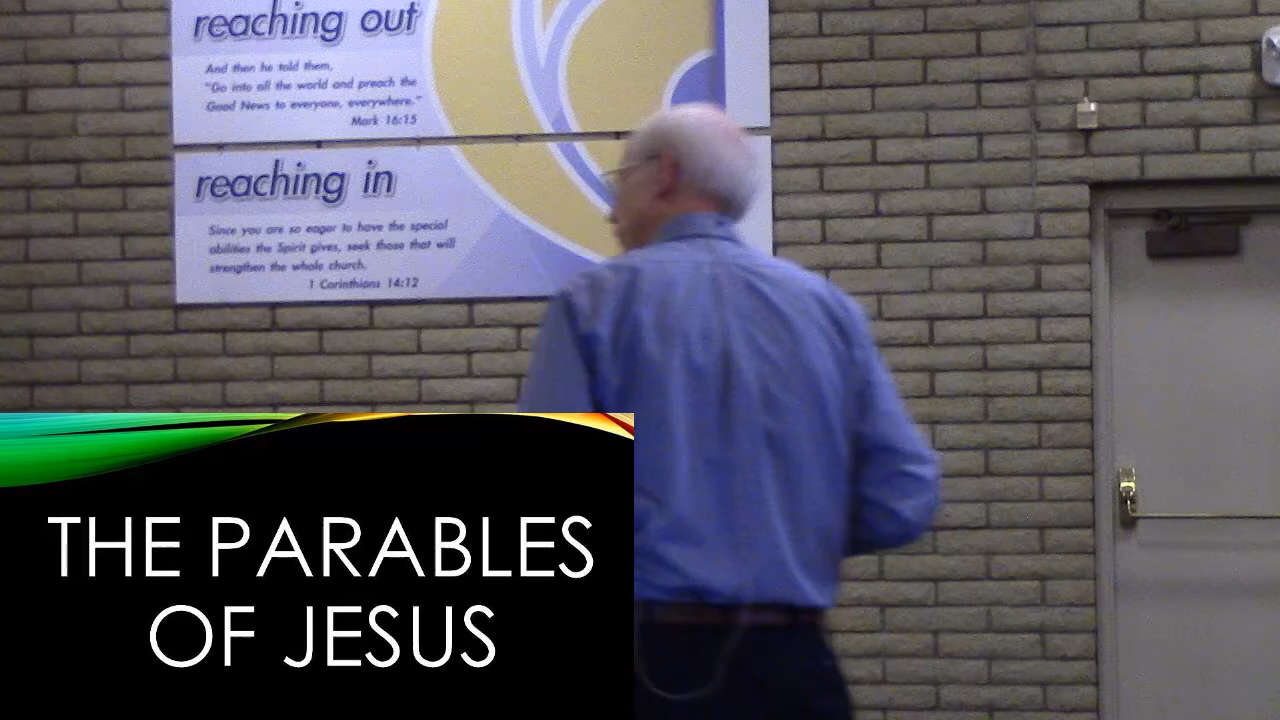 reaching out
And then he told them,
"Go into all the world and preach the
Good News to everyone, everywhere."
Mark 16:15
reaching in
Since you are so eager to have the special
abilities the Spirit gives, seek those that will
strengthen the whole church.
1 Corinthians 14:12
THE PARABLES
OF JESUS